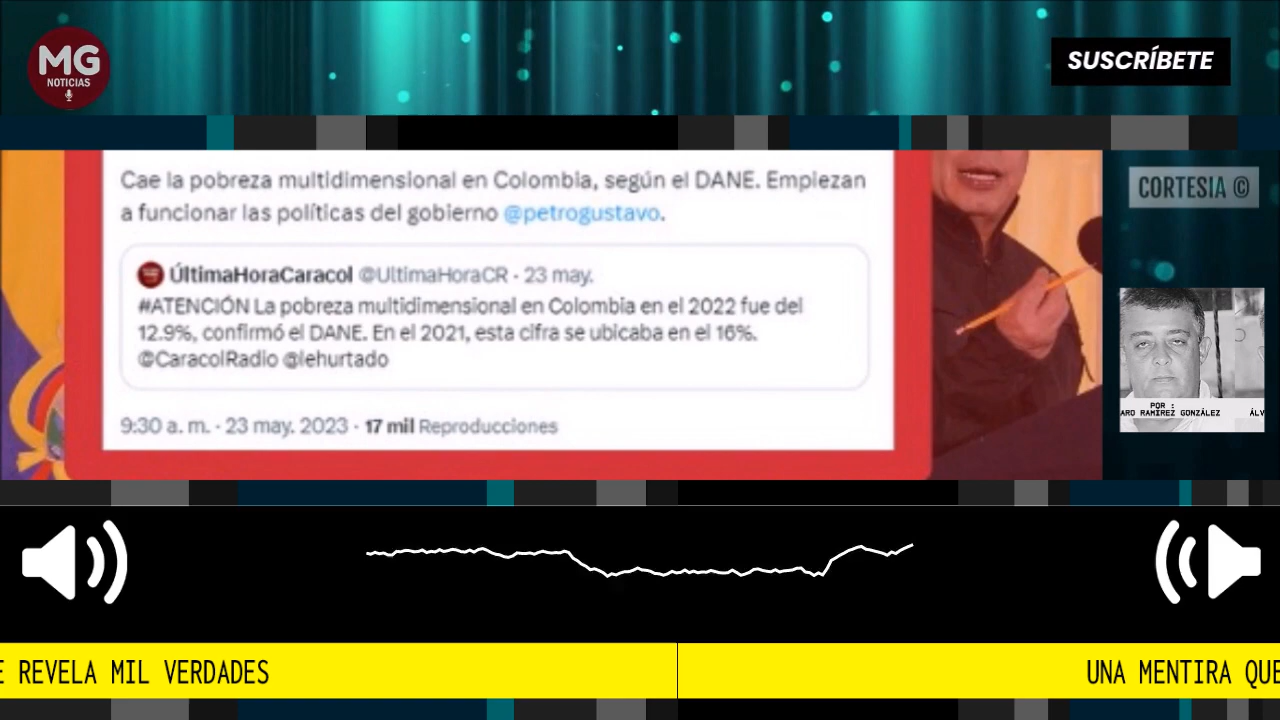 MG
NOTICIAS
SUSCRÍBETE
Cae la pobreza multidimensional en Colombia, según el DANE. Empiezan
a funcionar las políticas del gobierno @petrogustavo.
ÚltimaHoraCaracol @UltimaHoraCR · 23 may.
#ATENCIÓN La pobreza multidimensional en Colombia en el 2022 fue del
12.9%, confirmó el DANE. En el 2021, esta cifra se ubicaba en el 16%.
@CaracolRadio @lehurtado
9:30 a. m. · 23 may. 2023 · 17 mil Reproducciones
CORTESIA ©
POR :
ARO RAMÍREZ GONZÁLEZ ÁLV
E REVELA MIL VERDADES
UNA MENTIRA QUE